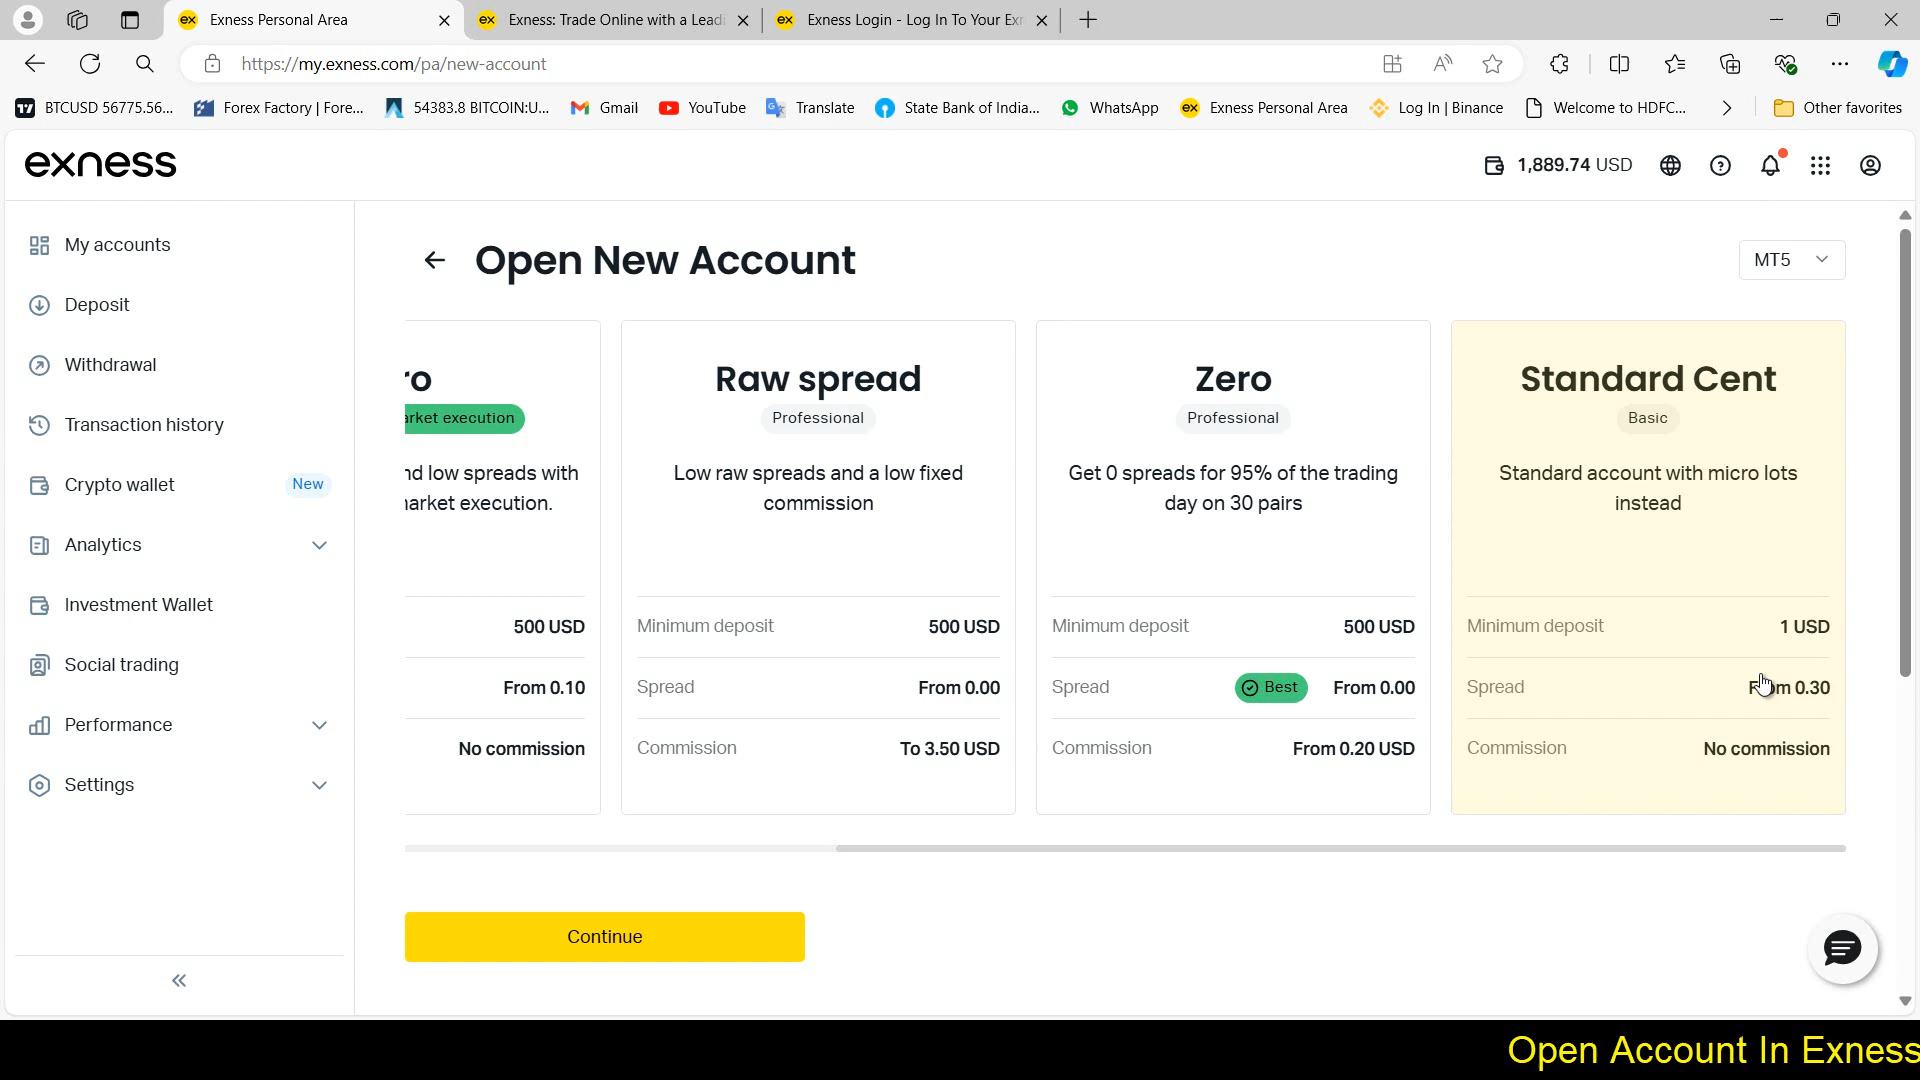 Exness Personal Area
Exness: Trade Online with a Leadi
Exness Login - Log In To Your Ex
https://my.exness.com/pa/new-account
BTCUSD 56775.56...
Forex Factory | Fore...
54383.8 BITCOIN:U...
Gmail
YouTube
Translate
State Bank of India...
WhatsApp
Exness Personal Area
Log In | Binance
Welcome to HDFC...
Other favorites
exness
1,889.74 USD
My accounts
Deposit
Withdrawal
Transaction history
Crypto wallet
New
Analytics
Investment Wallet
Social trading
Performance
Settings
Open New Account
MT5
ro
arket execution
nd low spreads with
arket execution.
500 USD
From 0.10
No commission
Raw spread
Professional
Low raw spreads and a low fixed
commission
Minimum deposit 500 USD
Spread From 0.00
Commission To 3.50 USD
Zero
Professional
Get 0 spreads for 95% of the trading
day on 30 pairs
Minimum deposit 500 USD
Spread Best From 0.00
Commission From 0.20 USD
Standard Cent
Basic
Standard account with micro lots
instead
Minimum deposit 1 USD
Spread From 0.30
Commission No commission
Continue
Open Account In Exness